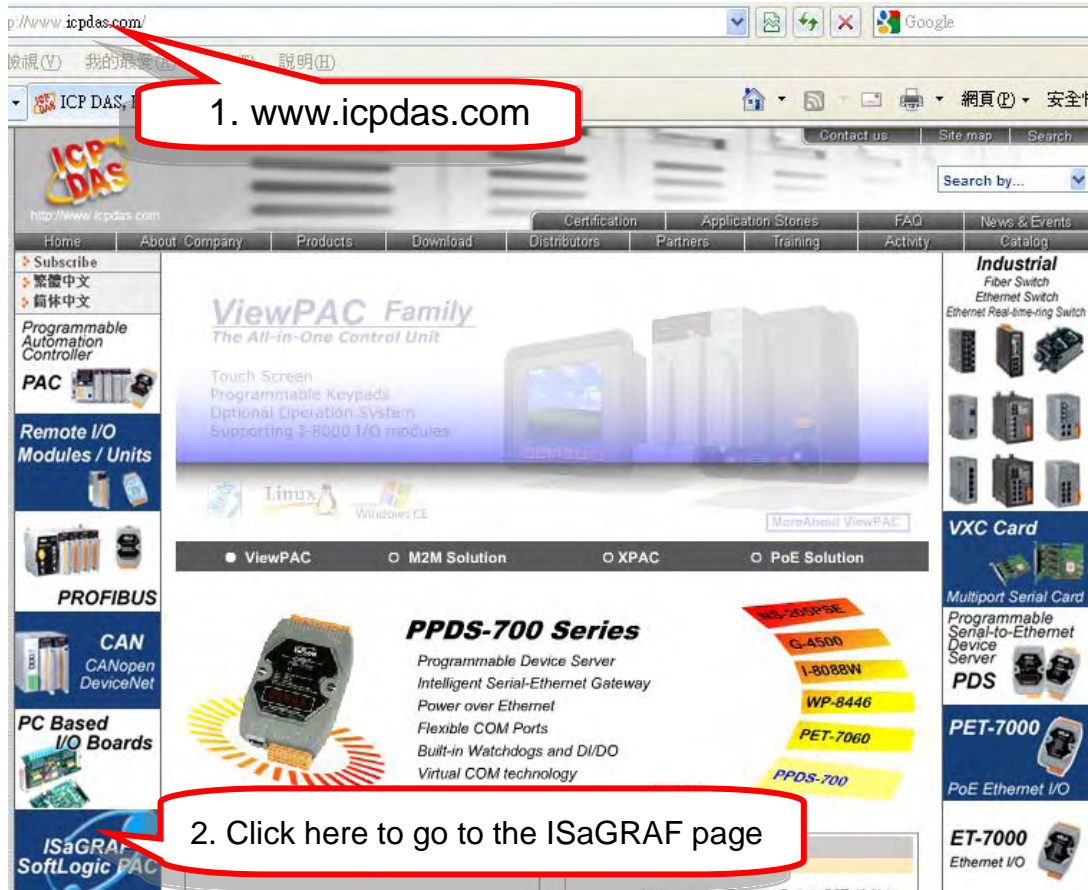 p://www.icpdas.com/
Google
檢視(V) 我的最愛 說明(H)
ICP DAS,
網頁(P) 安全性
1. www.icpdas.com
Contact us Site map Search
ICP DAS
http://www.icpdas.com
Search by...
Certification Application Stories FAQ News & Events
Home About Company Products Download Distributors Partners Training Activity Catalog
Subscribe
繁體中文
简体中文
Programmable
Automation
Controller
PAC
Remote I/O
Modules / Units
PROFIBUS
CAN
CANopen
DeviceNet
PC Based
I/O Boards
ISaGRAF
SoftLogic PAC
ViewPAC Family
The All-in-One Control Unit
Touch Screen
Programmable Keypads
Optional Operation System
Supporting I-8000 I/O modules
Linux
Windows CE
MoreAbout ViewPAC
ViewPAC M2M Solution XPAC PoE Solution
PPDS-700 Series
Programmable Device Server
Intelligent Serial-Ethernet Gateway
Power over Ethernet
Flexible COM Ports
Built-in Watchdogs and DI/DO
Virtual COM technology
NS-205PSE
G-4500
I-8088W
WP-8446
PET-7060
PPDS-700
2. Click here to go to the ISaGRAF page
Industrial
Fiber Switch
Ethernet Switch
Ethernet Real-time-ring Switch
VXC Card
Multiport Serial Card
Programmable
Serial-to-Ethernet
Device
Server
PDS
PET-7000
PoE Ethernet I/O
ET-7000
Ethernet I/O